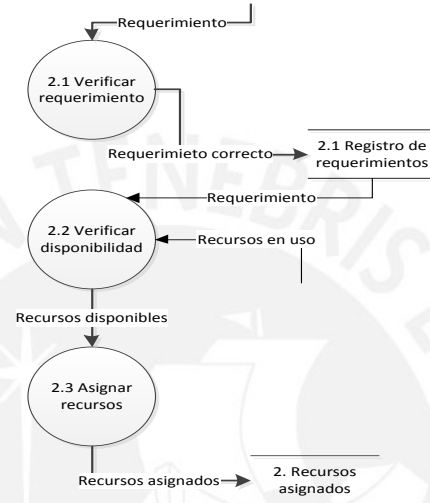 Requerimiento
2.1 Verificar
requerimiento
Requerimieto correcto
2.1 Registro de
requerimientos
Requerimiento
2.2 Verificar
disponibilidad
Recursos en uso
Recursos disponibles
2.3 Asignar
recursos
Recursos asignados
2. Recursos
asignados
TENEBRIS